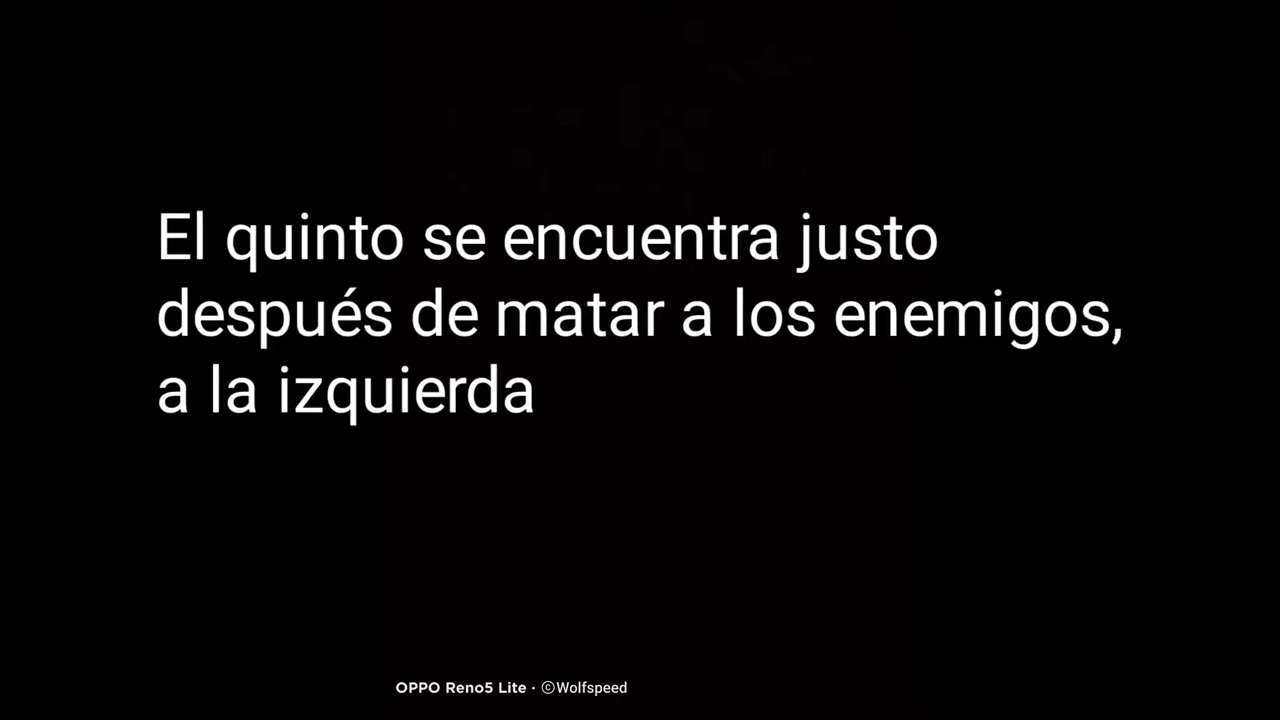 El quinto se encuentra justo
después de matar a los enemigos,
a la izquierda
OPPO Reno5 Lite · ©Wolfspeed